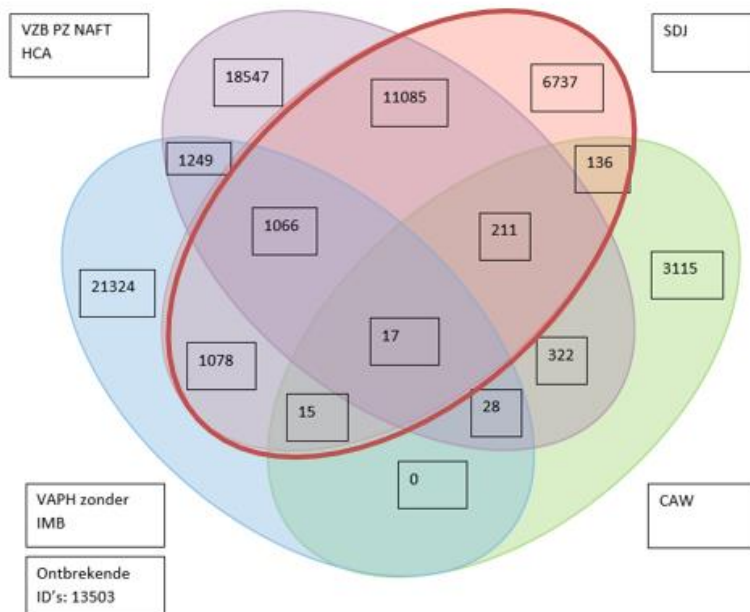 VZB PZ NAFT
HCA
SDJ
18547
11085
6737
1249
136
1066
211
21324
3115
17
1078
322
15
28
0
VAPH zonder
IMB
CAW
Ontbrekende
ID's: 13503